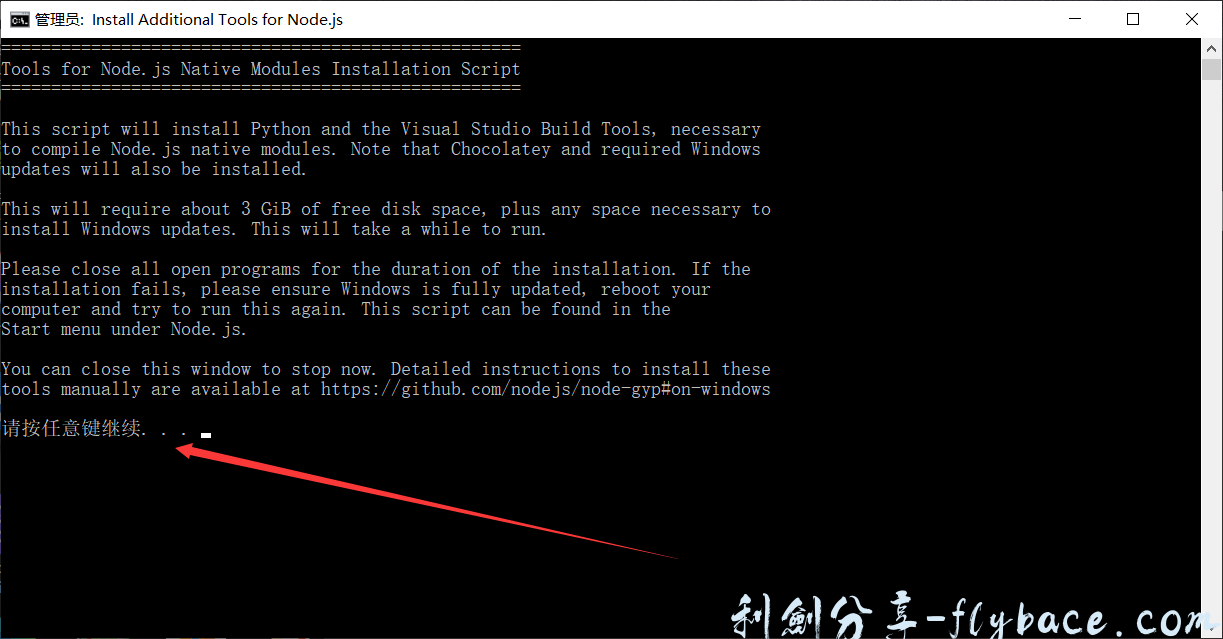 管理员: Install Additional Tools for Node.js
====================================================
Tools for Node.js Native Modules Installation Script
====================================================
This script will install Python and the Visual Studio Build Tools, necessary
to compile Node.js native modules. Note that Chocolatey and required Windows
updates will also be installed.
This will require about 3 GiB of free disk space, plus any space necessary to
install Windows updates. This will take a while to run.
Please close all open programs for the duration of the installation. If the
installation fails, please ensure Windows is fully updated, reboot your
computer and try to run this again. This script can be found in the
Start menu under Node.js.
You can close this window to stop now. Detailed instructions to install these
tools manually are available at https://github.com/nodejs/node-gyp#on-windows
请按任意键继续. . .
利劍分享-flybace.com